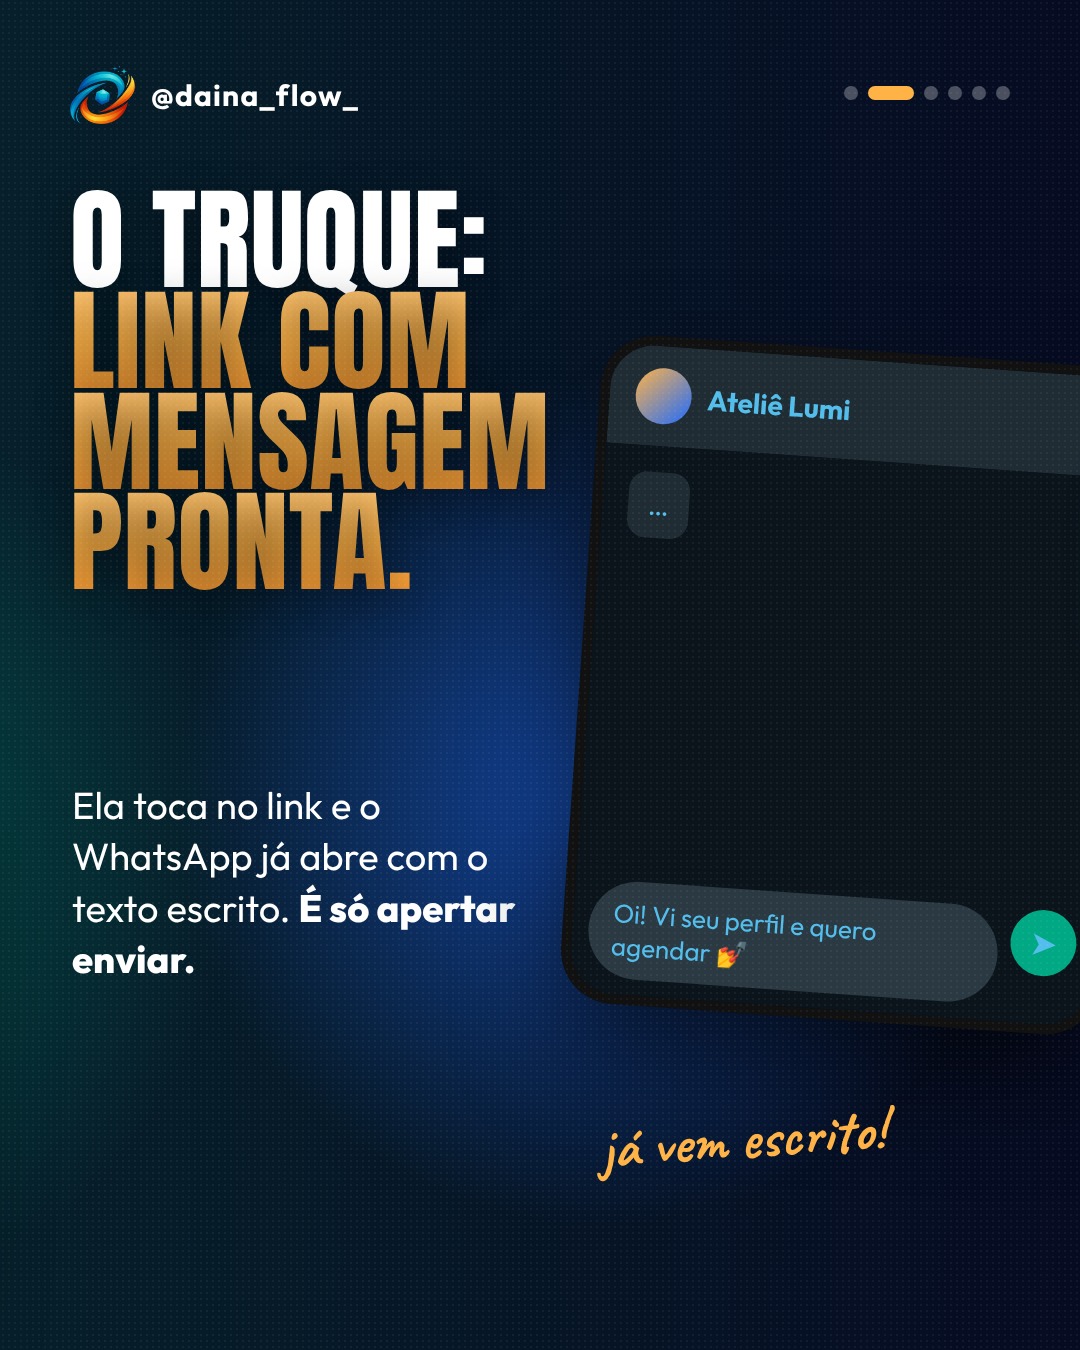 @daina_flow_
O TRUQUE:
LINK COM
MENSAGEM
PRONTA.
Ateliê Lumi
...
Ela toca no link e o
WhatsApp já abre com o
texto escrito. É só apertar
enviar.
Oi! Vi seu perfil e quero
agendar 💅
já vem escrito!